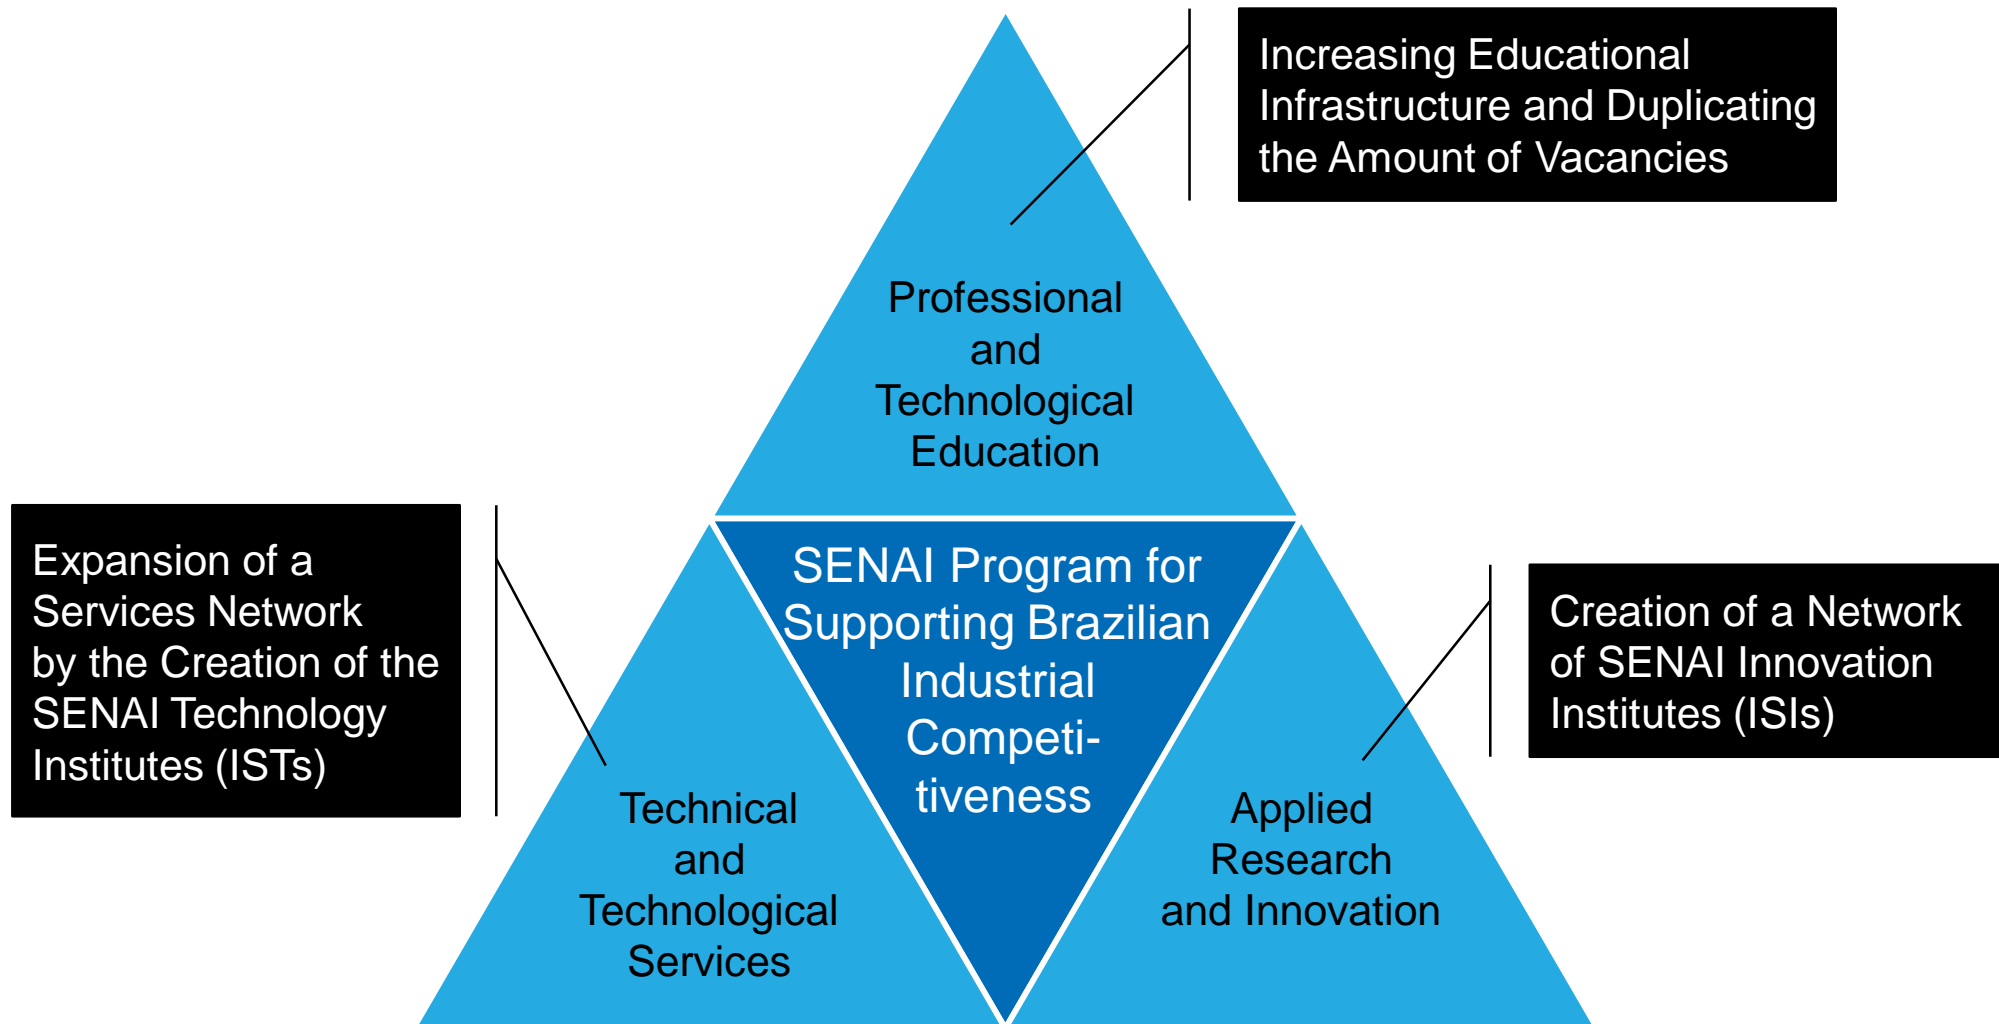 Increasing Educational
Infrastructure and Duplicating
the Amount of Vacancies
Professional
and
Technological
Education
Expansion of a
Services Network
by the Creation of the
SENAI Technology
Institutes (ISTs)
SENAI Program for
Supporting Brazilian
Industrial
Competi-
tiveness
Creation of a Network
of SENAI Innovation
Institutes (ISIs)
Technical
and
Technological
Services
Applied
Research
and Innovation